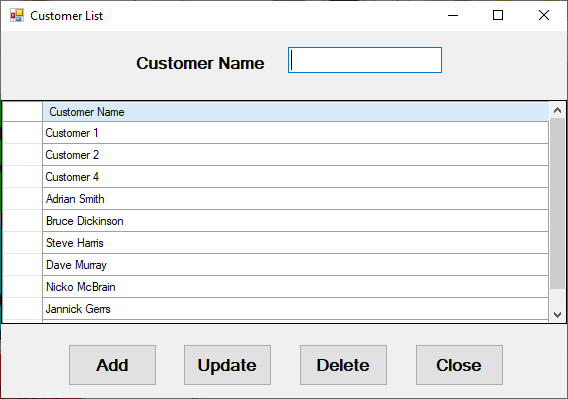 Customer List
Customer Name
Customer Name
Customer 1
Customer 2
Customer 4
Adrian Smith
Bruce Dickinson
Steve Harris
Dave Murray
Nicko McBrain
Jannick Gerrs
Add Update Delete Close